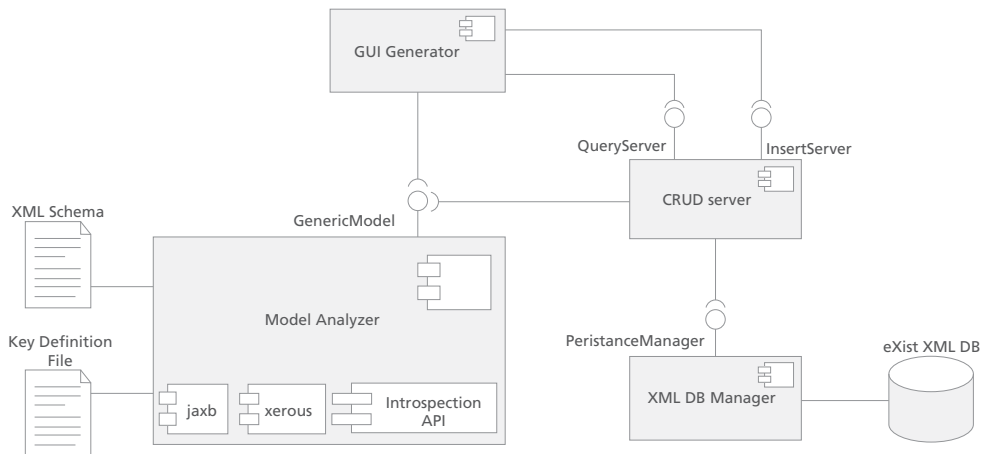 GUI Generator
QueryServer
InsertServer
CRUD server
XML Schema
GenericModel
Model Analyzer
Key Definition
File
PeristanceManager
eXist XML DB
XML DB Manager
jaxb
xerous
Introspection
API